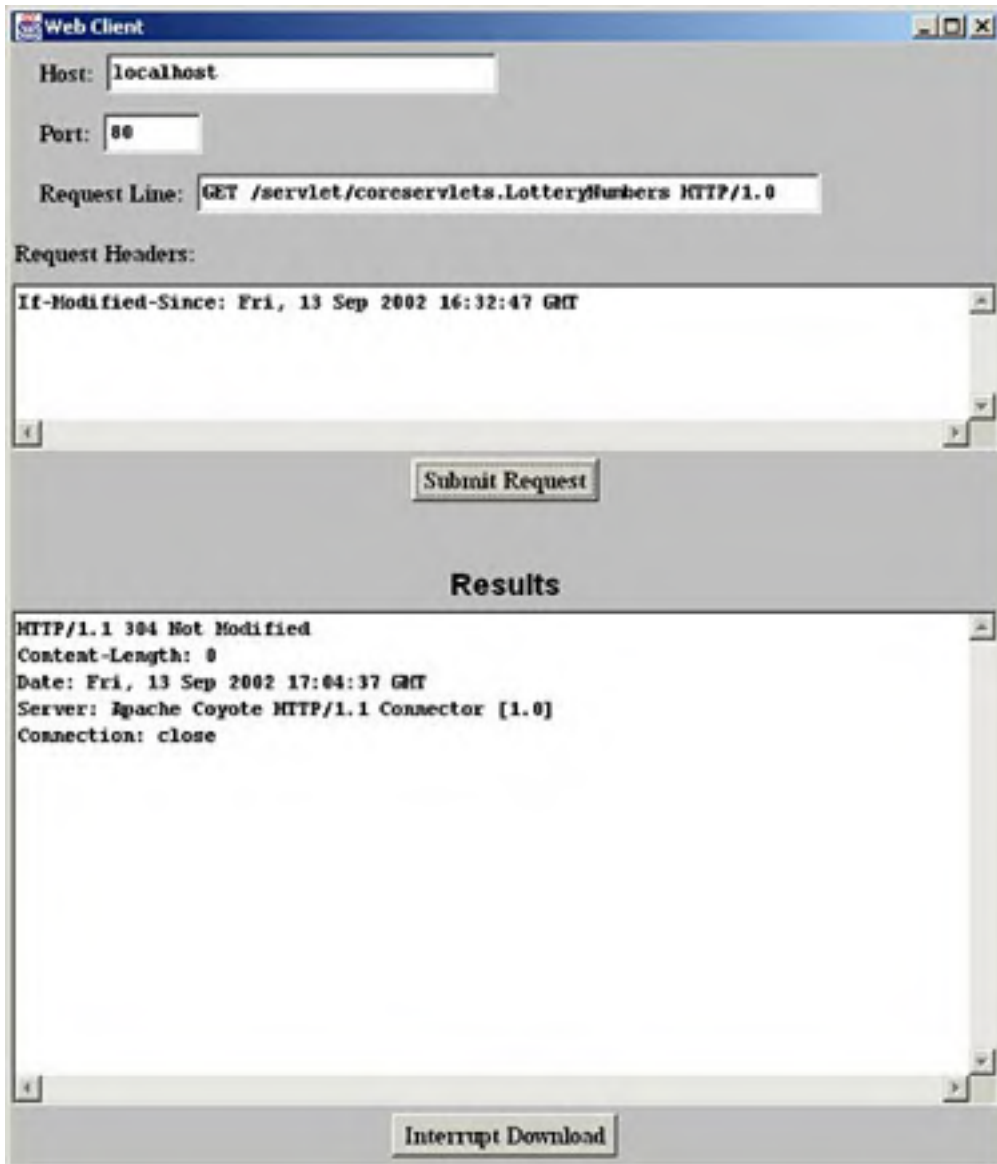 Web Client
Host: localhost
Port: 80
Request Line: GET /servlet/coreservlets.LotteryNumbers HTTP/1.0
Request Headers:
If-Modified-Since: Fri, 13 Sep 2002 16:32:47 GMT
Submit Request
Results
HTTP/1.1 304 Not Modified
Content-Length: 0
Date: Fri, 13 Sep 2002 17:04:37 GMT
Server: Apache Coyote HTTP/1.1 Connector [1.0]
Connection: close
Interrupt Download